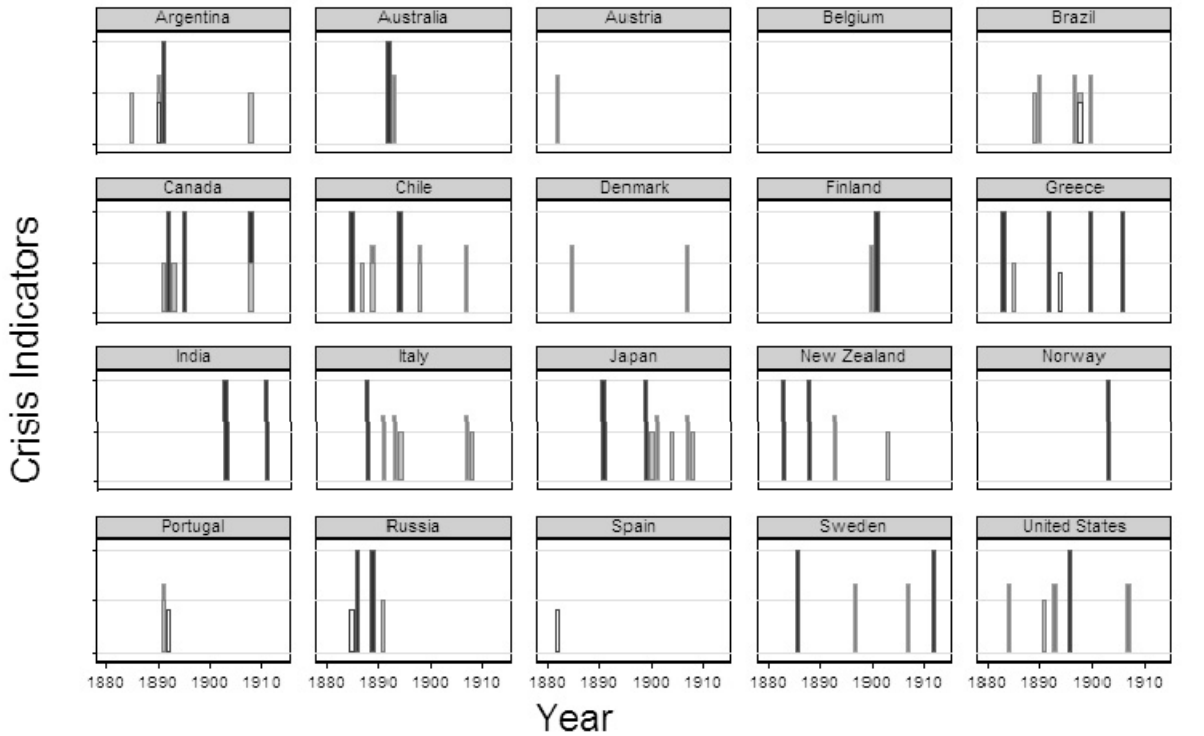 Argentina Australia Austria Belgium Brazil
Canada Chile Denmark Finland Greece
India Italy Japan New Zealand Norway
Portugal Russia Spain Sweden United States
Crisis Indicators
1880 1890 1900 1910 1880 1890 1900 1910 1880 1890 1900 1910 1880 1890 1900 1910 1880 1890 1900 1910
Year